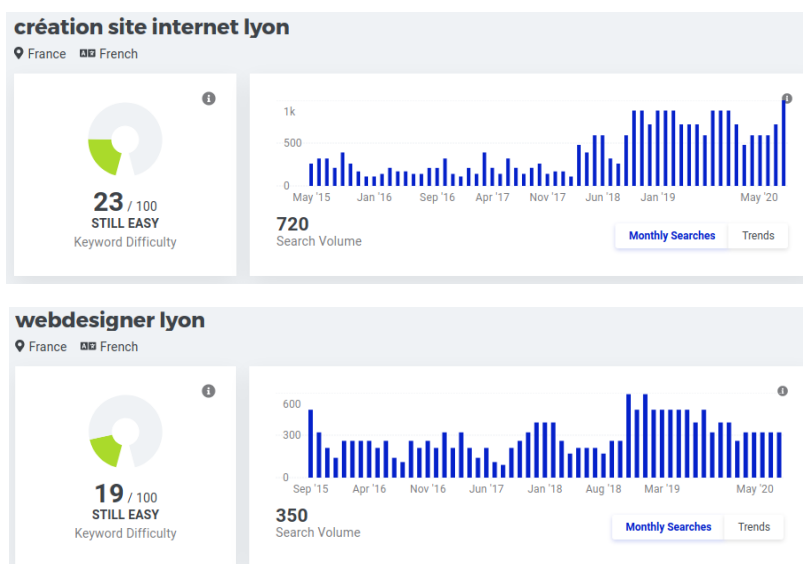 création site internet lyon
France French
23 / 100
STILL EASY
Keyword Difficulty
1k
500
0
May '15 Jan '16 Sep '16 Apr '17 Nov '17 Jun '18 Jan '19 May '20
720
Search Volume
Monthly Searches Trends
webdesigner lyon
France French
19 / 100
STILL EASY
Keyword Difficulty
600
300
0
Sep '15 Apr '16 Nov '16 Jun '17 Jan '18 Aug '18 Mar '19 May '20
350
Search Volume
Monthly Searches Trends